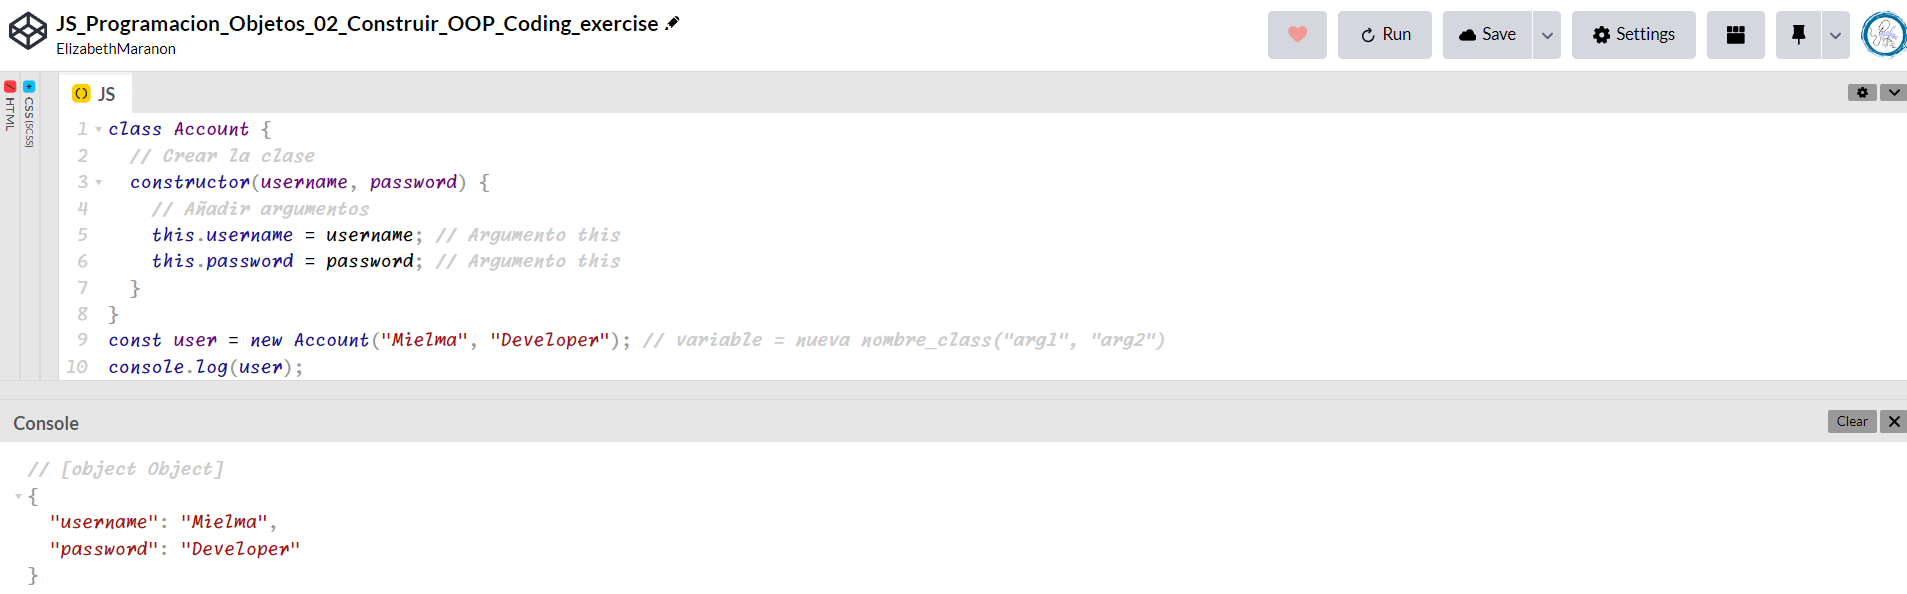 JS_Programacion_Objetos_02_Construir_OOP_Coding_exercise
ElizabethMaranon
Run
Save
Settings
HTML
CSS (SCSS)
JS
1 class Account {
2 // Crear la clase
3 constructor(username, password) {
4 // Añadir argumentos
5 this.username = username; // Argumento this
6 this.password = password; // Argumento this
7 }
8 }
9 const user = new Account("Mielma", "Developer"); // variable = nueva nombre_class("arg1", "arg2")
10 console.log(user);
Console
Clear
// [object Object]
{
"username": "Mielma",
"password": "Developer"
}